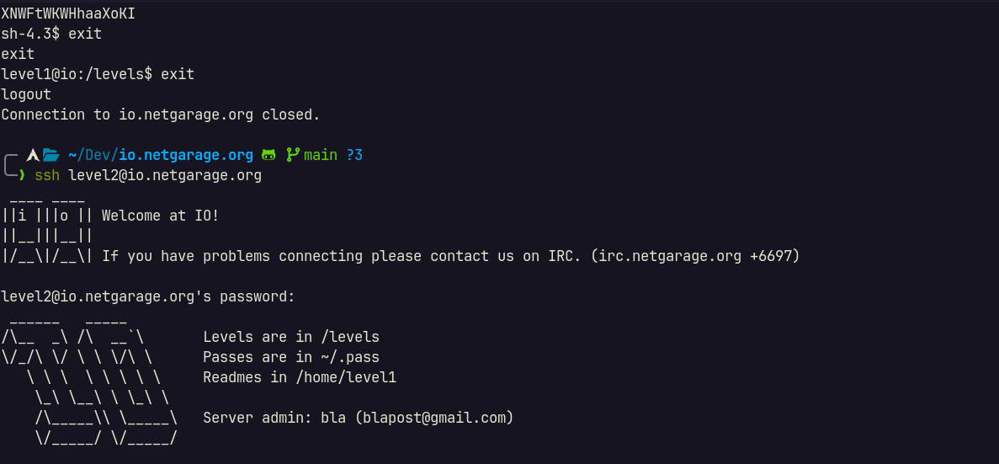 XNWFtWKWHhaaXoKI
sh-4.3$ exit
exit
level1@io:/levels$ exit
logout
Connection to io.netgarage.org closed.
~/Dev/io.netgarage.org main ?3
❯ ssh level2@io.netgarage.org
 ____ ____
||i |||o || Welcome at IO!
||__|||__||
|/__\|/__\| If you have problems connecting please contact us on IRC. (irc.netgarage.org +6697)
level2@io.netgarage.org's password:
 ______   _____
/\__  _\ /\  __`\       Levels are in /levels
\/_/\ \/ \ \ \/\ \      Passes are in ~/.pass
   \ \ \  \ \ \ \ \     Readmes in /home/level1
    \_\ \__\ \ \_\ \
    /\_____\\ \_____\   Server admin: bla (blapost@gmail.com)
    \/_____/ \/_____/